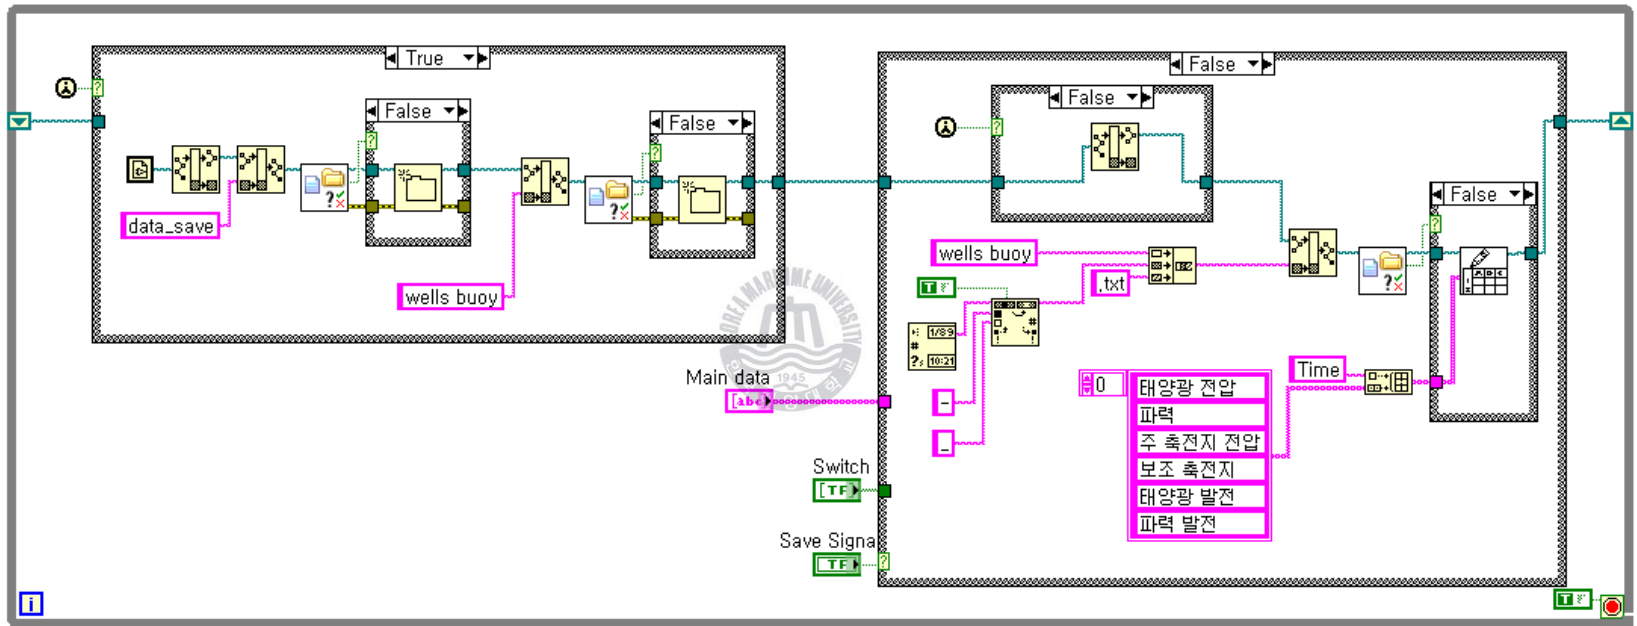 True
False
False
data_save
wells buoy
False
False
wells buoy
.txt
1/89
10:21
T
-
_
False
Main data
[abc]
0
태양광 전압
파력
주 축전지 전압
보조 축전지
태양광 발전
파력 발전
Time
Switch
[TF]
Save Signa
TF
i
T
1945